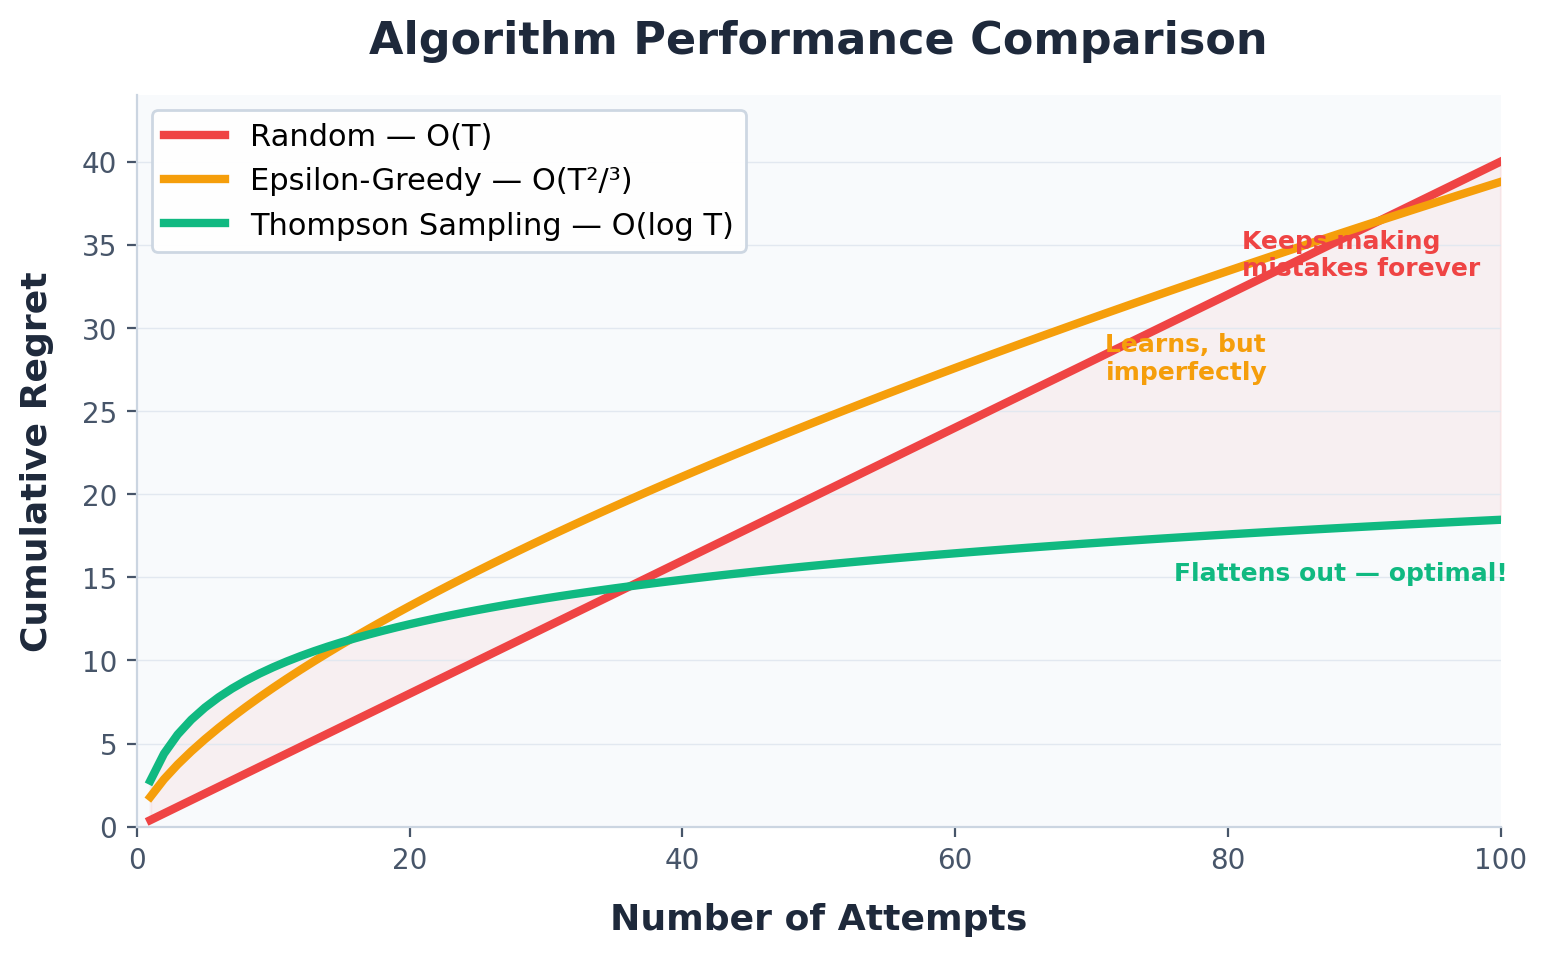 Algorithm Performance Comparison
Random — O(T)
Epsilon-Greedy — O(T²/³)
Thompson Sampling — O(log T)
Keeps making
mistakes forever
Learns, but
imperfectly
Flattens out — optimal!
Cumulative Regret
40
35
30
25
20
15
10
5
0
0 20 40 60 80 100
Number of Attempts